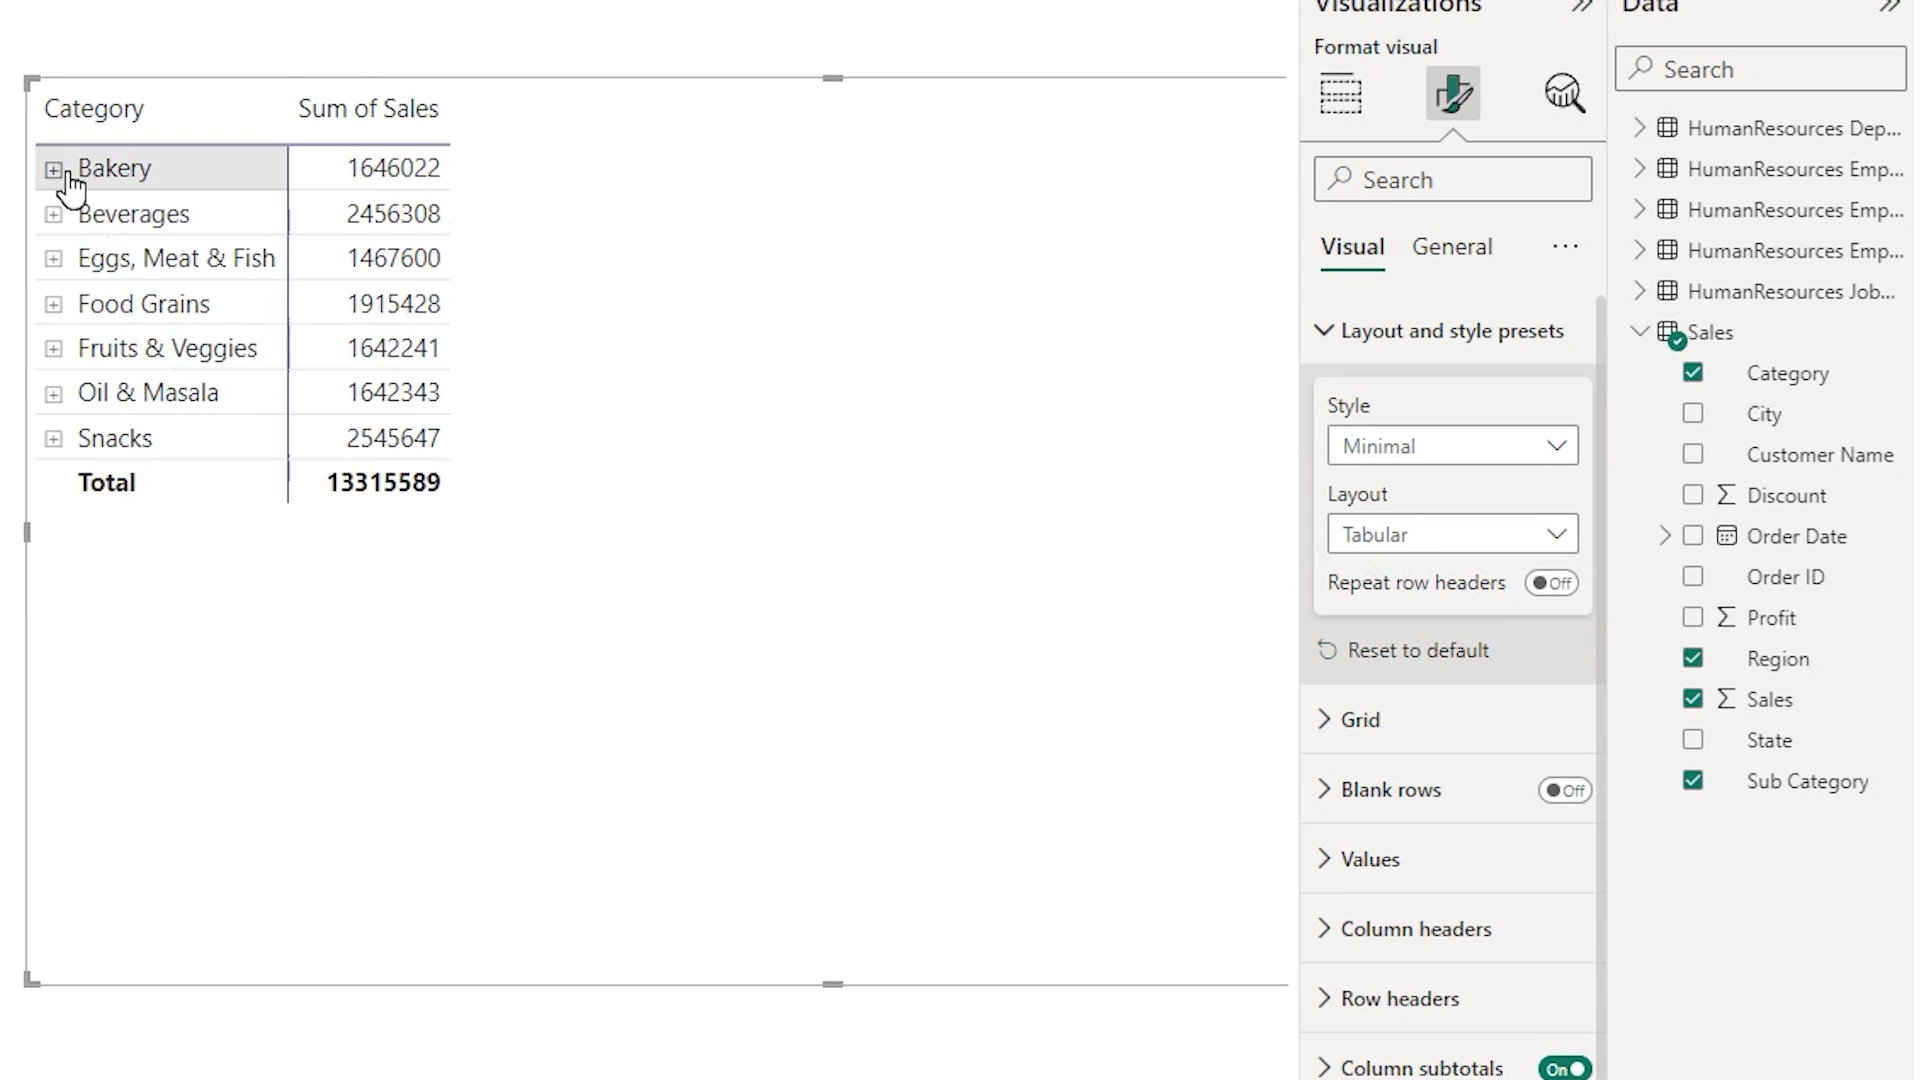 Category Sum of Sales
Bakery 1646022
Beverages 2456308
Eggs, Meat & Fish 1467600
Food Grains 1915428
Fruits & Veggies 1642241
Oil & Masala 1642343
Snacks 2545647
Total 13315589
Visualizations
Format visual
Search
Visual General ...
Layout and style presets
Style
Minimal
Layout
Tabular
Repeat row headers Off
Reset to default
Grid
Blank rows Off
Values
Column headers
Row headers
Column subtotals On
Data
Search
HumanResources Dep...
HumanResources Emp...
HumanResources Emp...
HumanResources Emp...
HumanResources Job...
Sales
Category
City
Customer Name
Discount
Order Date
Order ID
Profit
Region
Sales
State
Sub Category